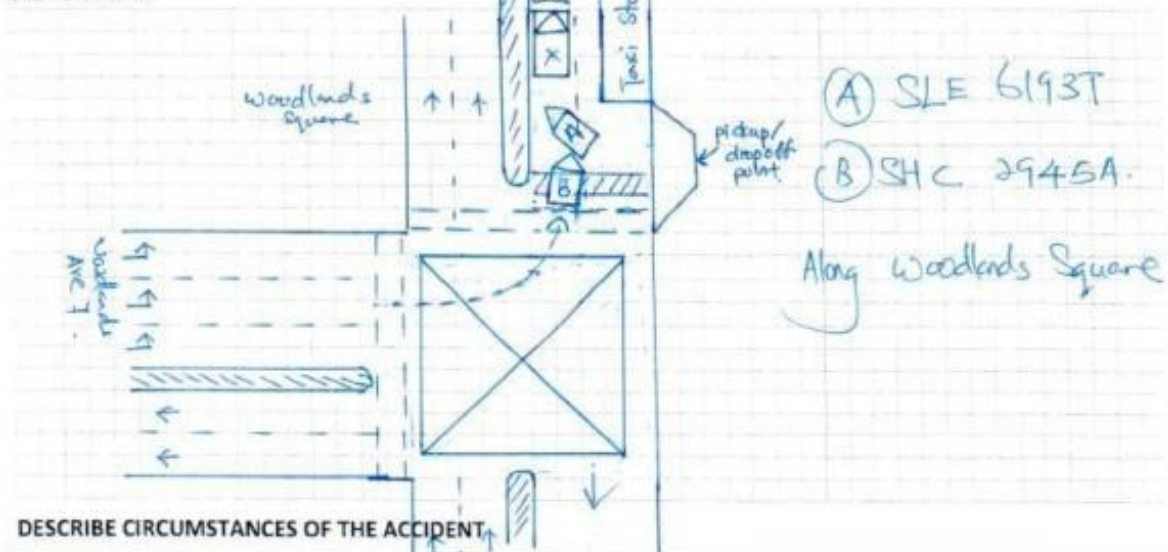 Taxi
woodlands
Square
X
A
B
pickup/
dropoff
point
(A) SLE 6193T
(B) SHC 2945A.
Along Woodlands Square
Woodlands
Ave 7.
DESCRIBE CIRCUMSTANCES OF THE ACCIDENT